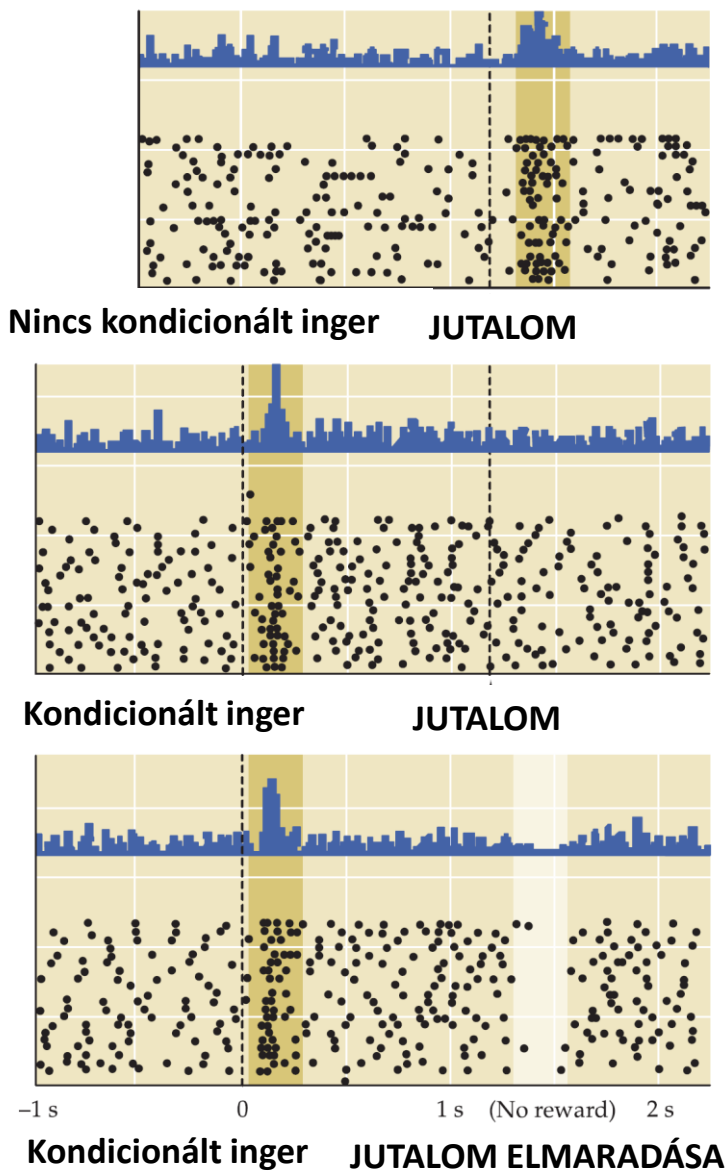 Nincs kondicionált inger JUTALOM
Kondicionált inger JUTALOM
–1 s 0 1 s (No reward) 2 s
Kondicionált inger JUTALOM ELMARADÁSA